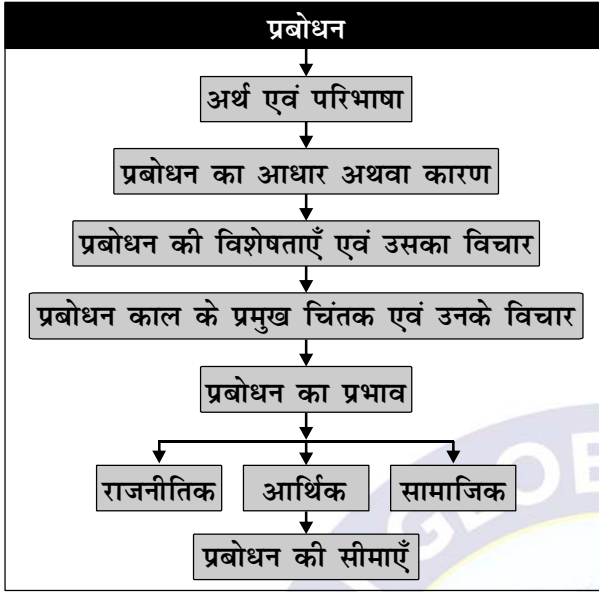 प्रबोधन
अर्थ एवं परिभाषा
प्रबोधन का आधार अथवा कारण
प्रबोधन की विशेषताएँ एवं उसका विचार
प्रबोधन काल के प्रमुख चिंतक एवं उनके विचार
प्रबोधन का प्रभाव
राजनीतिक आर्थिक सामाजिक
प्रबोधन की सीमाएँ
GLOB